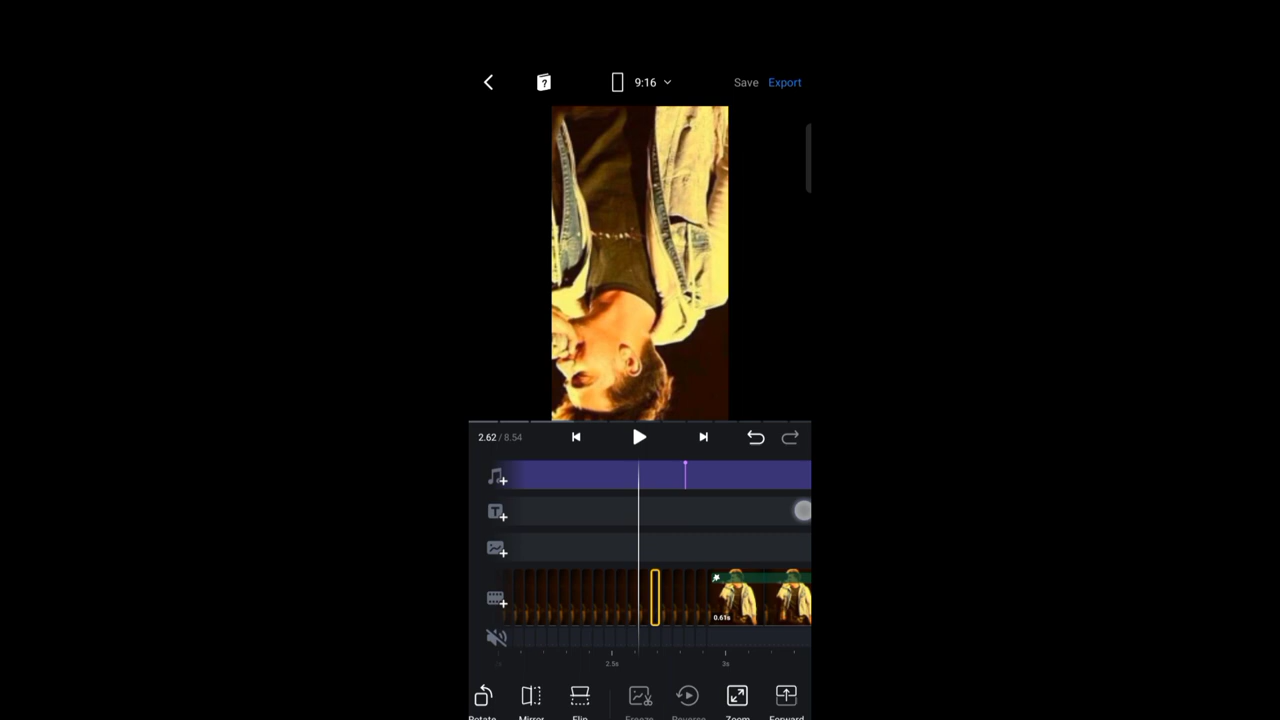 9:16
Save
Export
2.62 / 8.54
T
0.61s
2.5s
3s
Rotate
Mirror
Flip
Freeze
Reverse
Zoom
Forward